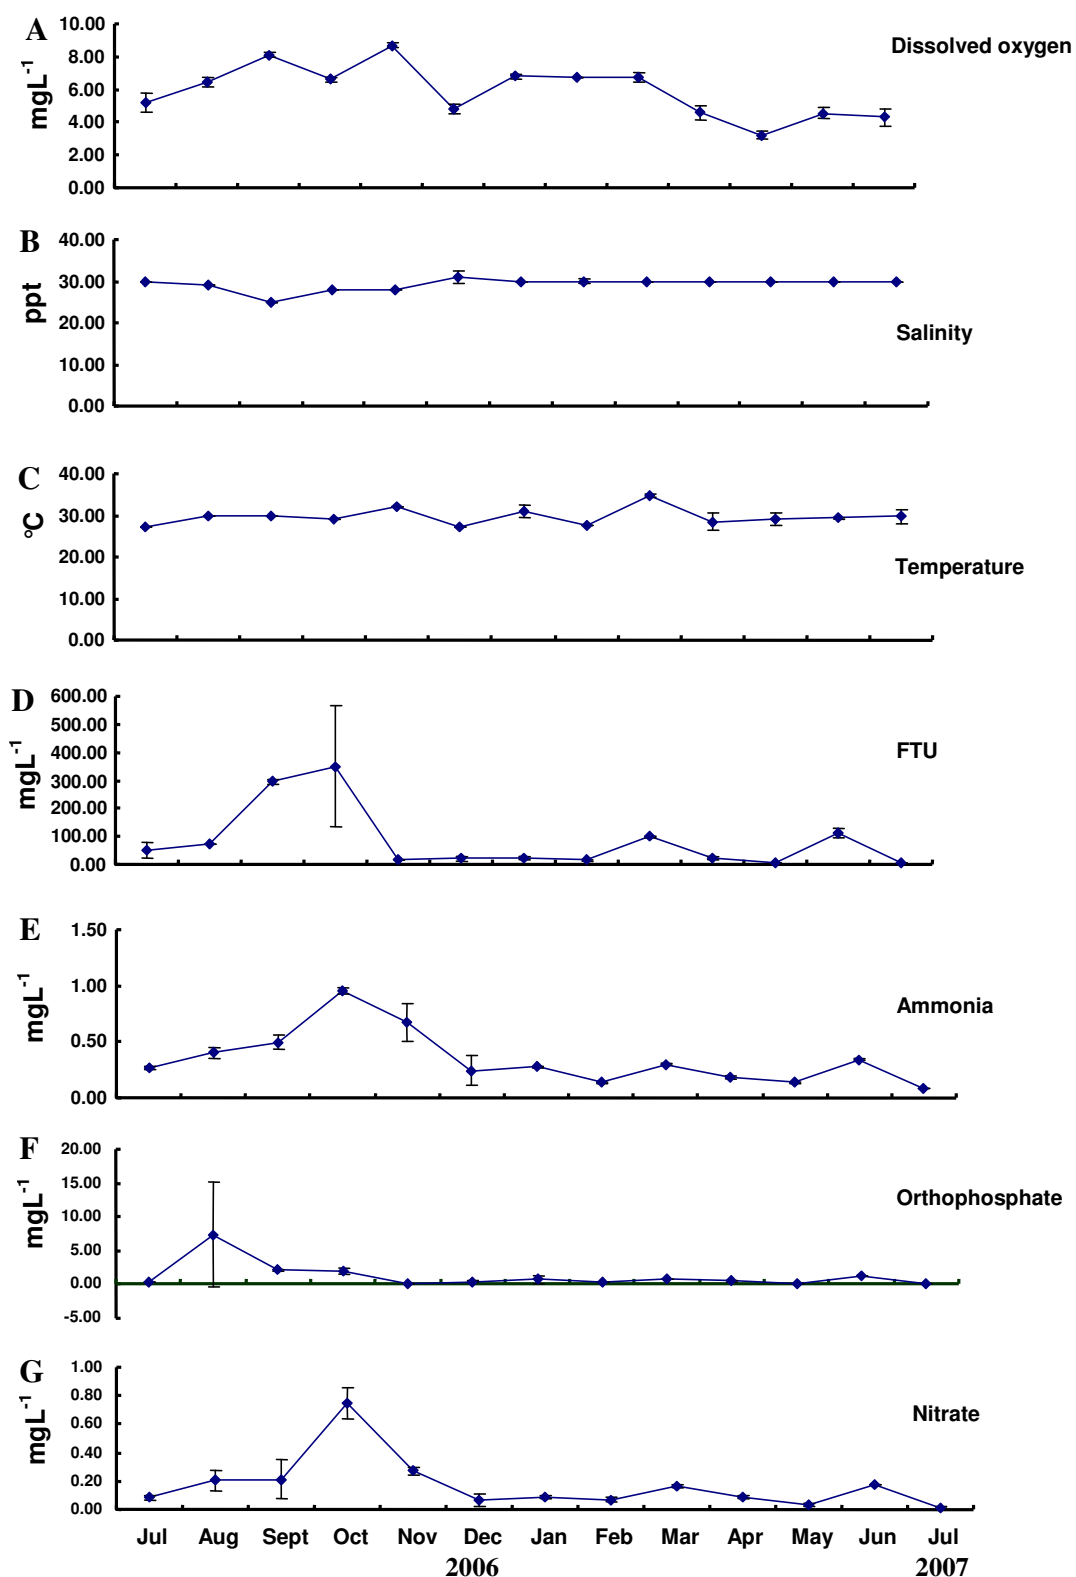 A
10.00
8.00
6.00
4.00
2.00
0.00
mgL-1
Dissolved oxygen
B
40.00
30.00
20.00
10.00
0.00
ppt
Salinity
C
40.00
30.00
20.00
10.00
0.00
°C
Temperature
D
600.00
500.00
400.00
300.00
200.00
100.00
0.00
mgL-1
FTU
E
1.50
1.00
0.50
0.00
mgL-1
Ammonia
F
20.00
15.00
10.00
5.00
0.00
-5.00
mgL-1
Orthophosphate
G
1.00
0.80
0.60
0.40
0.20
0.00
mgL-1
Nitrate
Jul Aug Sept Oct Nov Dec Jan Feb Mar Apr May Jun Jul
2006 2007